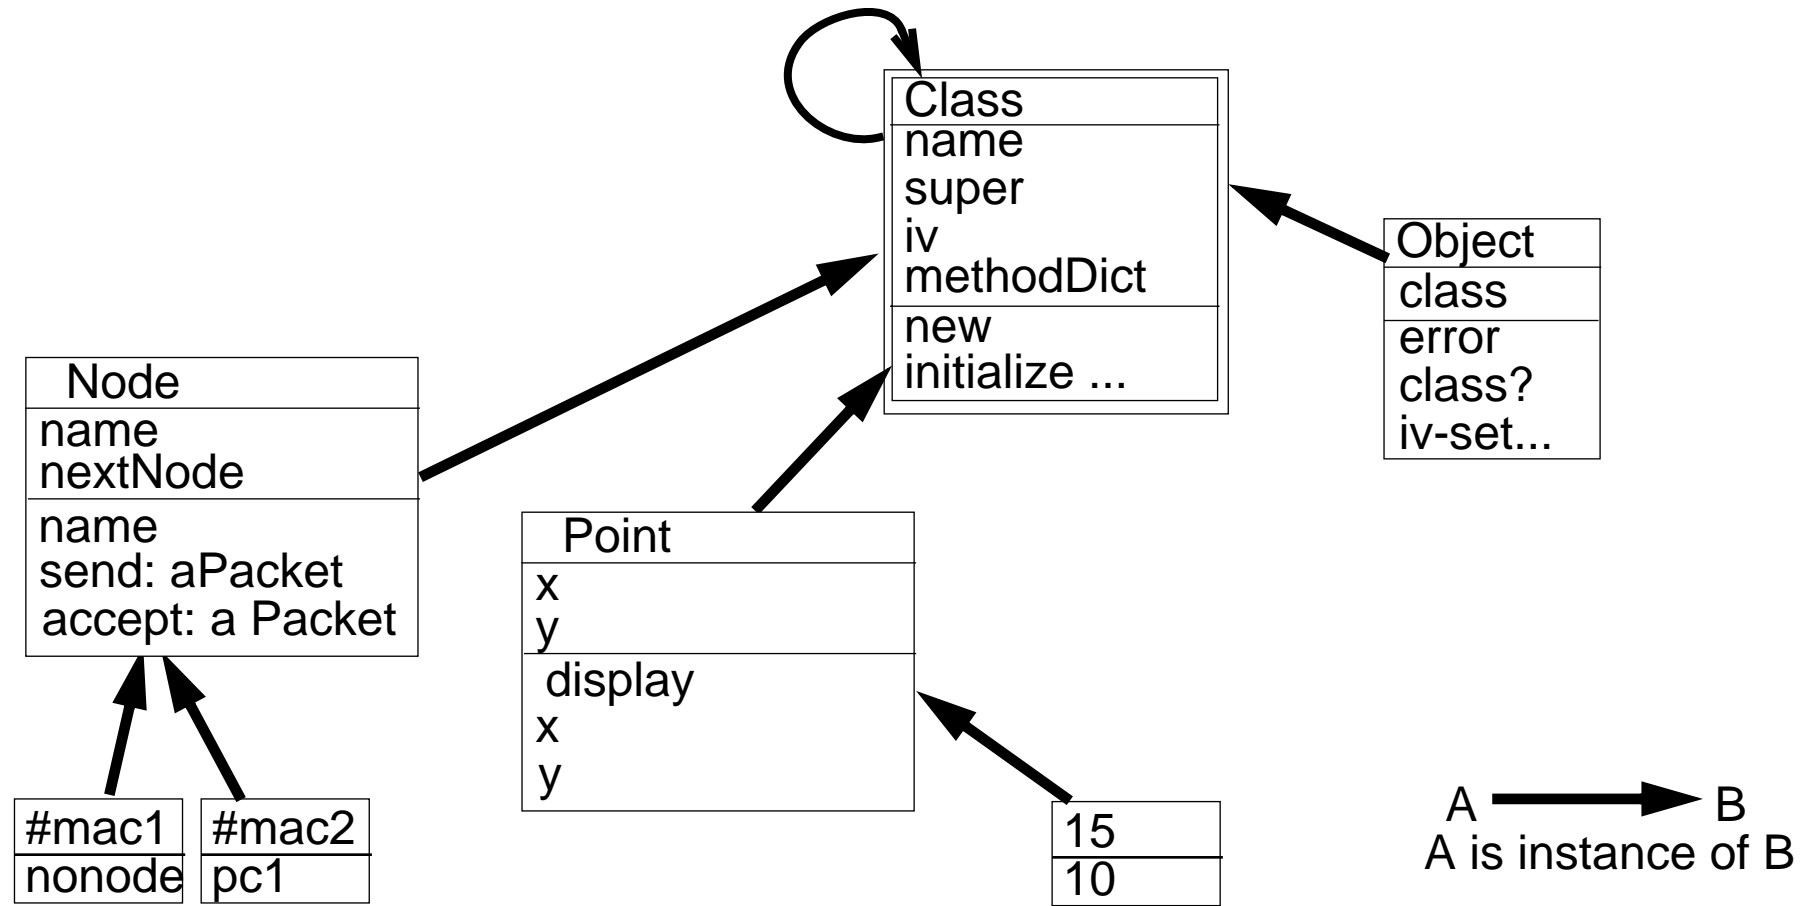 Class
name
super
iv
methodDict
new
initialize ...
Object
class
error
class?
iv-set...
Node
name
nextNode
name
send: aPacket
accept: a Packet
Point
x
y
display
x
y
#mac1
nonode
#mac2
pc1
15
10
A B
A is instance of B